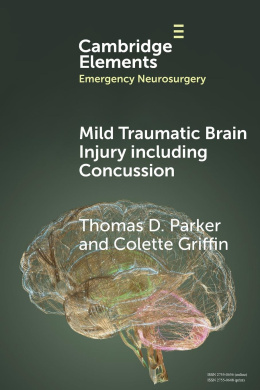 Cambridge
Elements
Emergency Neurosurgery
Mild Traumatic Brain
Injury including
Concussion
Thomas D. Parker
and Colette Griffin